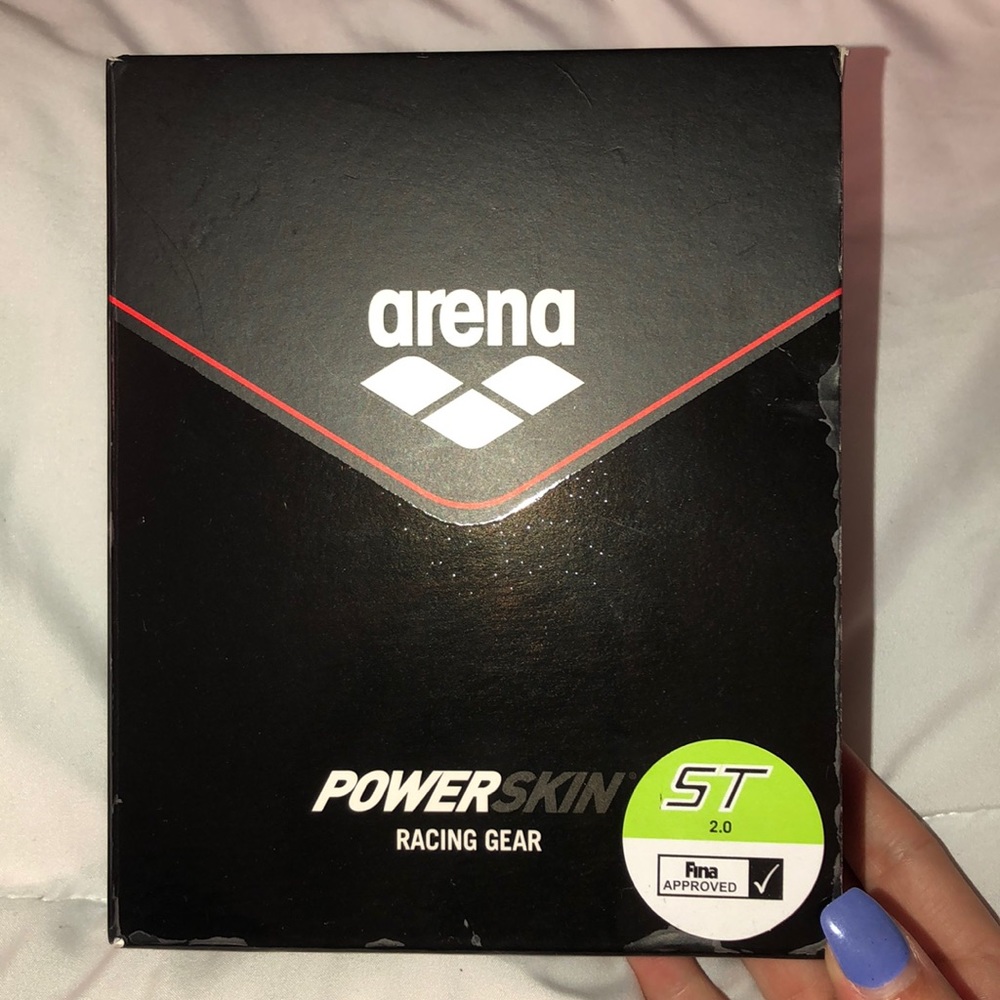 arena
POWERSKIN
RACING GEAR
ST
2.0
Fina
APPROVED